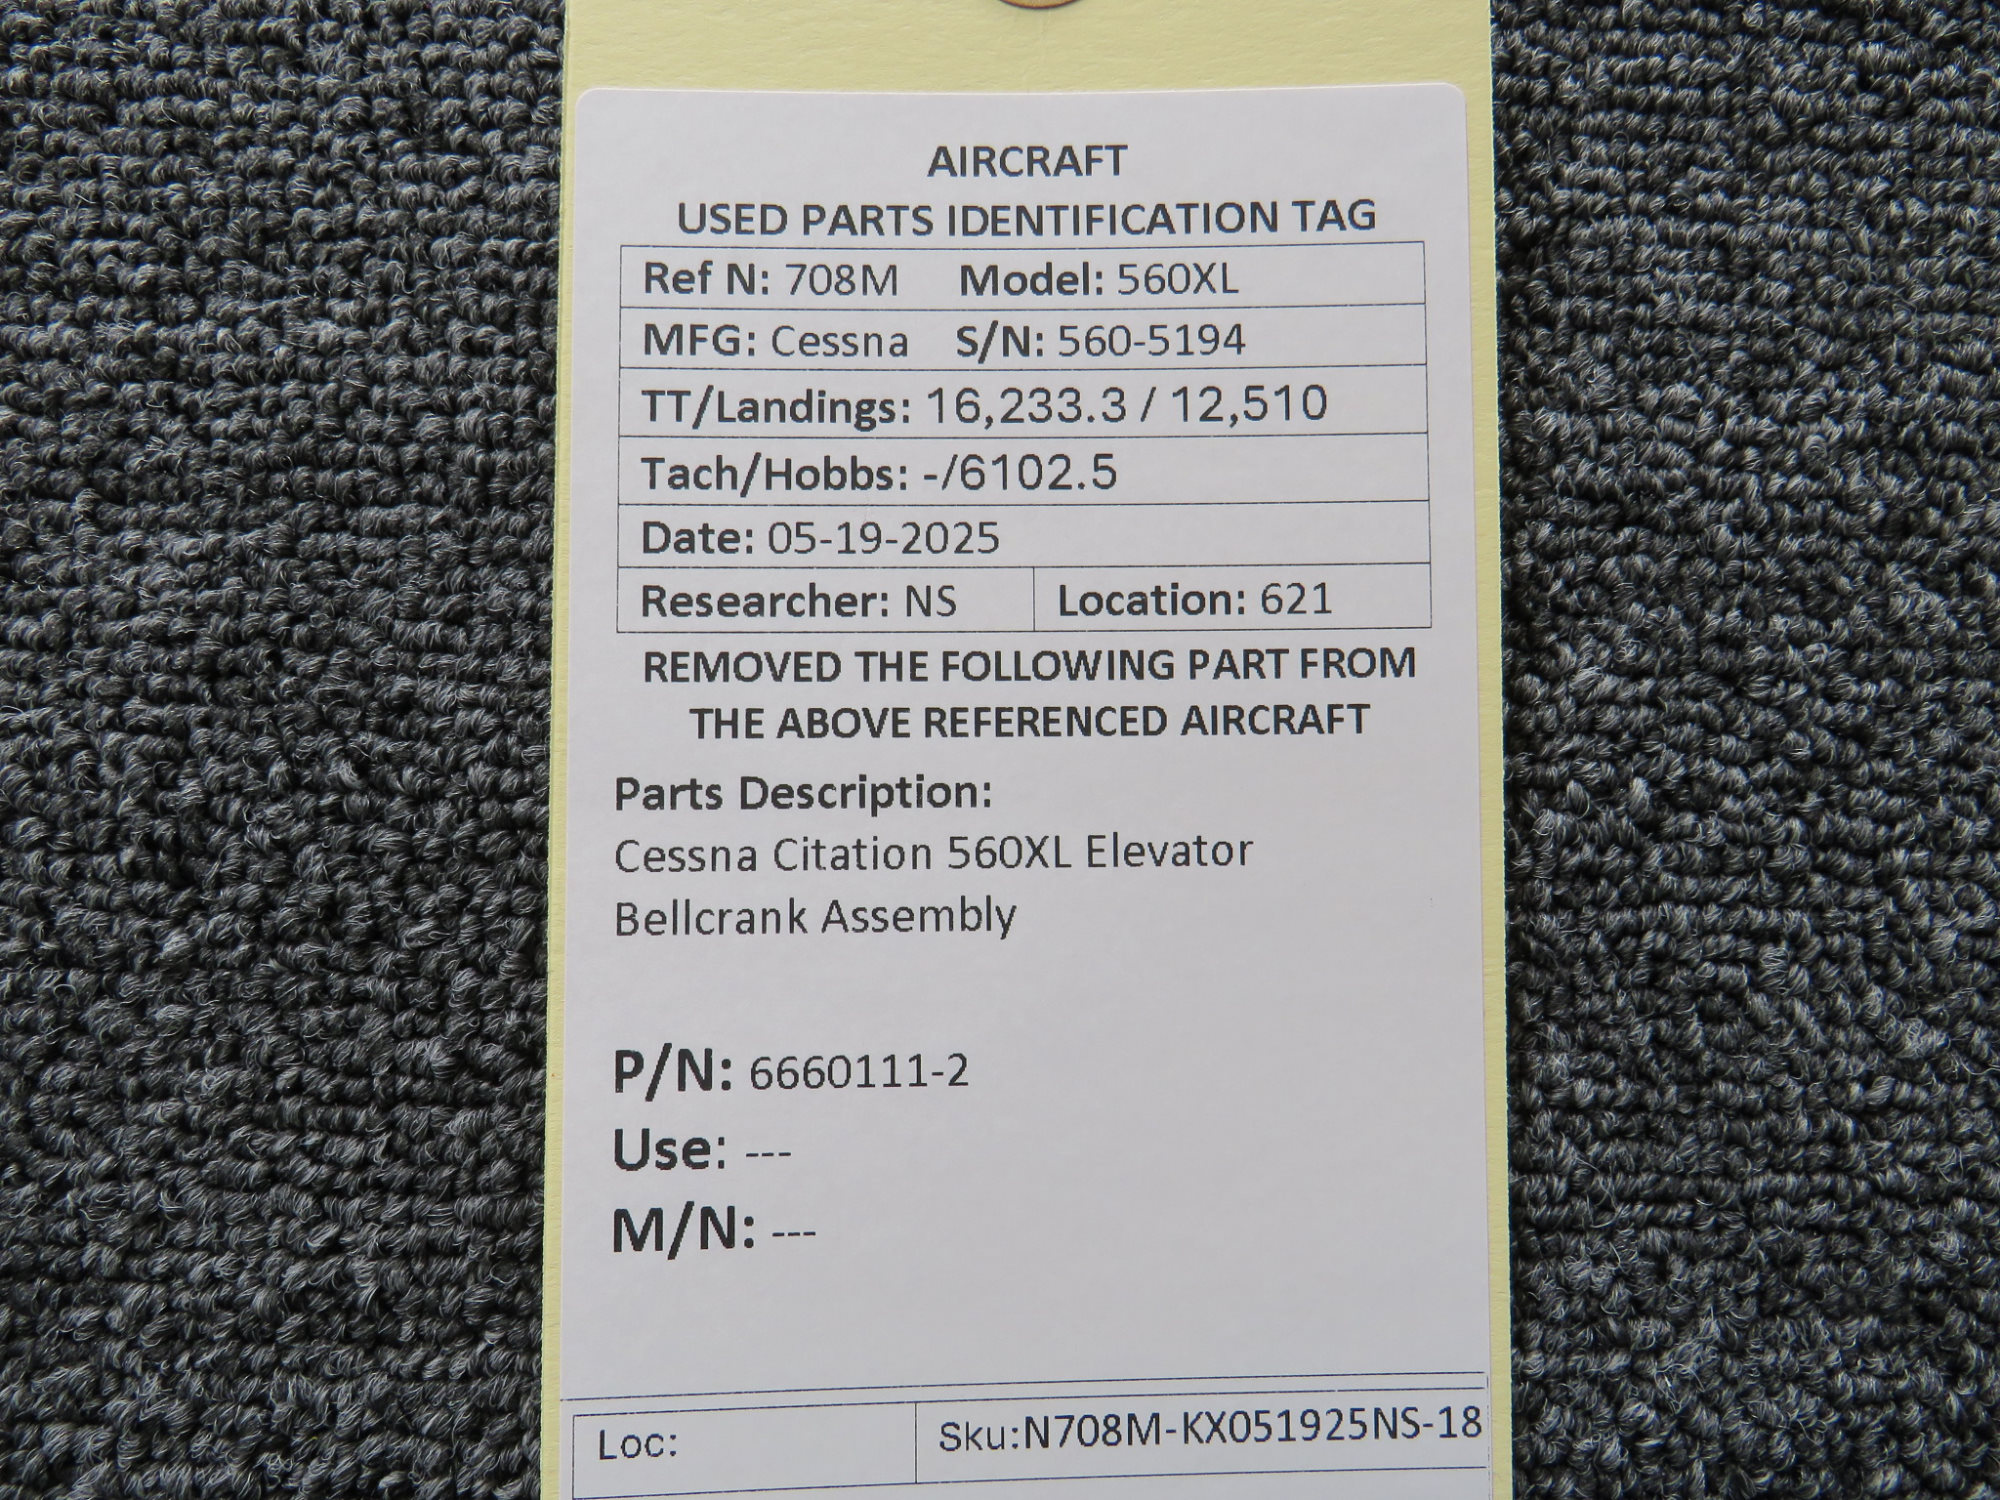 AIRCRAFT
USED PARTS IDENTIFICATION TAG
Ref N: 708M Model: 560XL
MFG: Cessna S/N: 560-5194
TT/Landings: 16,233.3 / 12,510
Tach/Hobbs: -/6102.5
Date: 05-19-2025
Researcher: NS Location: 621
REMOVED THE FOLLOWING PART FROM
THE ABOVE REFERENCED AIRCRAFT
Parts Description:
Cessna Citation 560XL Elevator
Bellcrank Assembly
P/N: 6660111-2
Use: ---
M/N: ---
Loc: Sku:N708M-KX051925NS-18